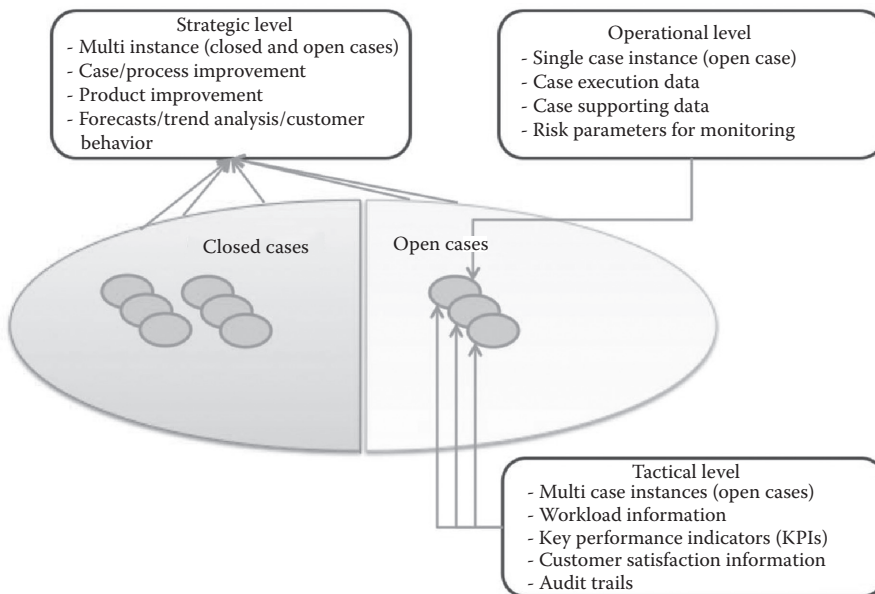 Strategic level
- Multi instance (closed and open cases)
- Case/process improvement
- Product improvement
- Forecasts/trend analysis/customer
behavior
Operational level
- Single case instance (open case)
- Case execution data
- Case supporting data
- Risk parameters for monitoring
Closed cases
Open cases
Tactical level
- Multi case instances (open cases)
- Workload information
- Key performance indicators (KPIs)
- Customer satisfaction information
- Audit trails